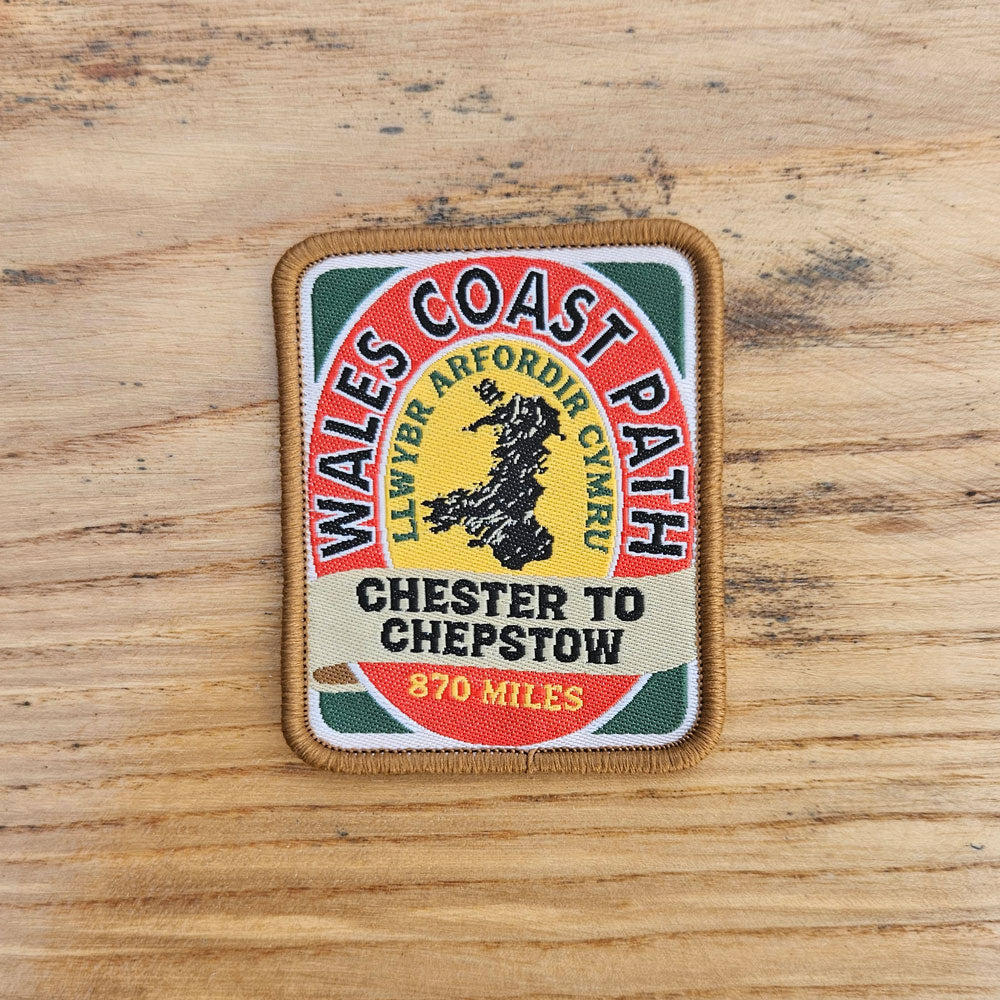 WALES COAST PATH
LLWYBR ARFORDIR CYMRU
CHESTER TO
CHEPSTOW
870 MILES